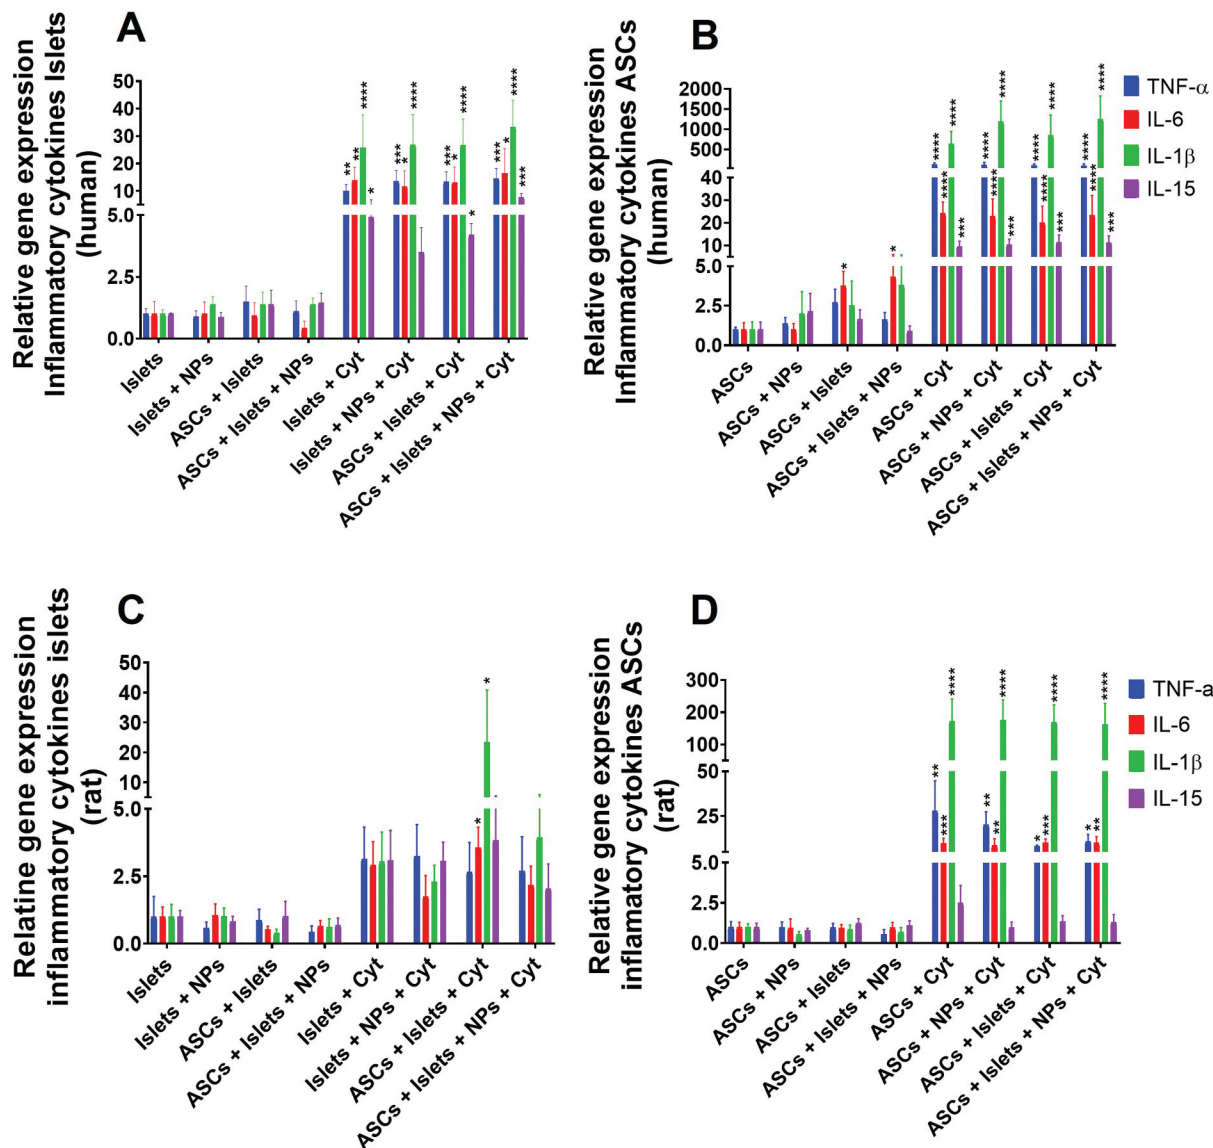 A
Relative gene expression
Inflammatory cytokines Islets
(human)
50
40
30
20
10
5.0
2.5
0.0
** ** **** *
*** * ****
*** * **** *
*** * **** ***
Islets
Islets + NPs
ASCs + Islets
ASCs + Islets + NPs
Islets + Cyt
Islets + NPs + Cyt
ASCs + Islets + Cyt
ASCs + Islets + NPs + Cyt
B
Relative gene expression
Inflammatory cytokines ASCs
(human)
2000
1500
1000
500
40
30
20
10
5.0
2.5
0.0
*
*
**** **** **** ***
**** **** **** ***
**** **** **** ***
**** **** **** ***
ASCs
ASCs + NPs
ASCs + Islets
ASCs + Islets + NPs
ASCs + Cyt
ASCs + NPs + Cyt
ASCs + Islets + Cyt
ASCs + Islets + NPs + Cyt
TNF-α
IL-6
IL-1β
IL-15
C
Relatine gene expression
inflammatory cytokines islets
(rat)
50
40
30
20
10
5.0
2.5
0.0
* *
Islets
Islets + NPs
ASCs + Islets
ASCs + Islets + NPs
Islets + Cyt
Islets + NPs + Cyt
ASCs + Islets + Cyt
ASCs + Islets + NPs + Cyt
D
Relative gene expression
inflammatory cytokines ASCs
(rat)
300
200
100
50
25
5.0
2.5
0.0
** *** ****
** ** ****
* *** ****
* ** ****
ASCs
ASCs + NPs
ASCs + Islets
ASCs + Islets + NPs
ASCs + Cyt
ASCs + NPs + Cyt
ASCs + Islets + Cyt
ASCs + Islets + NPs + Cyt
TNF-a
IL-6
IL-1β
IL-15